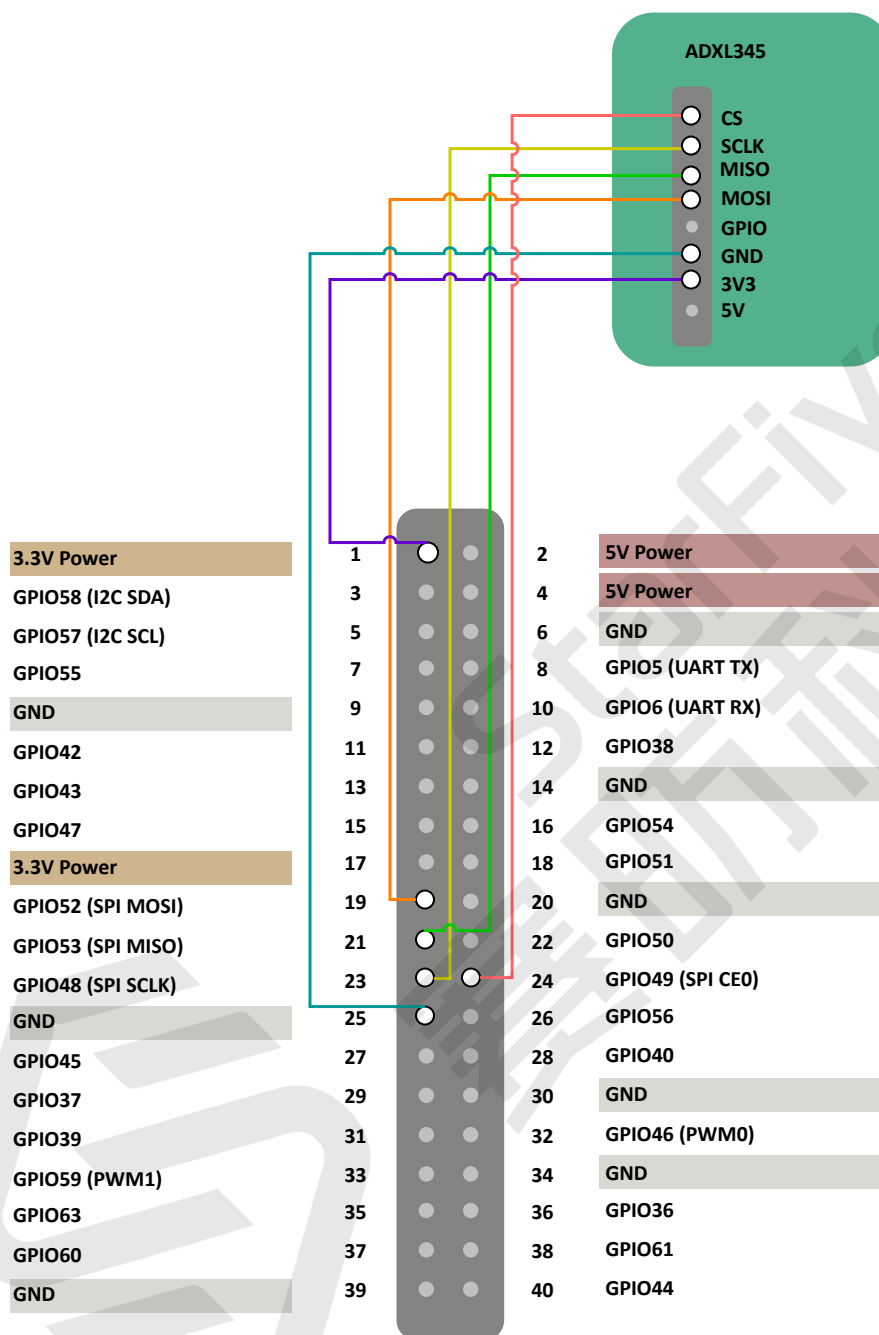 ADXL345
CS
SCLK
MISO
MOSI
GPIO
GND
3V3
5V
3.3V Power 1 2 5V Power
GPIO58 (I2C SDA) 3 4 5V Power
GPIO57 (I2C SCL) 5 6 GND
GPIO55 7 8 GPIO5 (UART TX)
GND 9 10 GPIO6 (UART RX)
GPIO42 11 12 GPIO38
GPIO43 13 14 GND
GPIO47 15 16 GPIO54
3.3V Power 17 18 GPIO51
GPIO52 (SPI MOSI) 19 20 GND
GPIO53 (SPI MISO) 21 22 GPIO50
GPIO48 (SPI SCLK) 23 24 GPIO49 (SPI CE0)
GND 25 26 GPIO56
GPIO45 27 28 GPIO40
GPIO37 29 30 GND
GPIO39 31 32 GPIO46 (PWM0)
GPIO59 (PWM1) 33 34 GND
GPIO63 35 36 GPIO36
GPIO60 37 38 GPIO61
GND 39 40 GPIO44